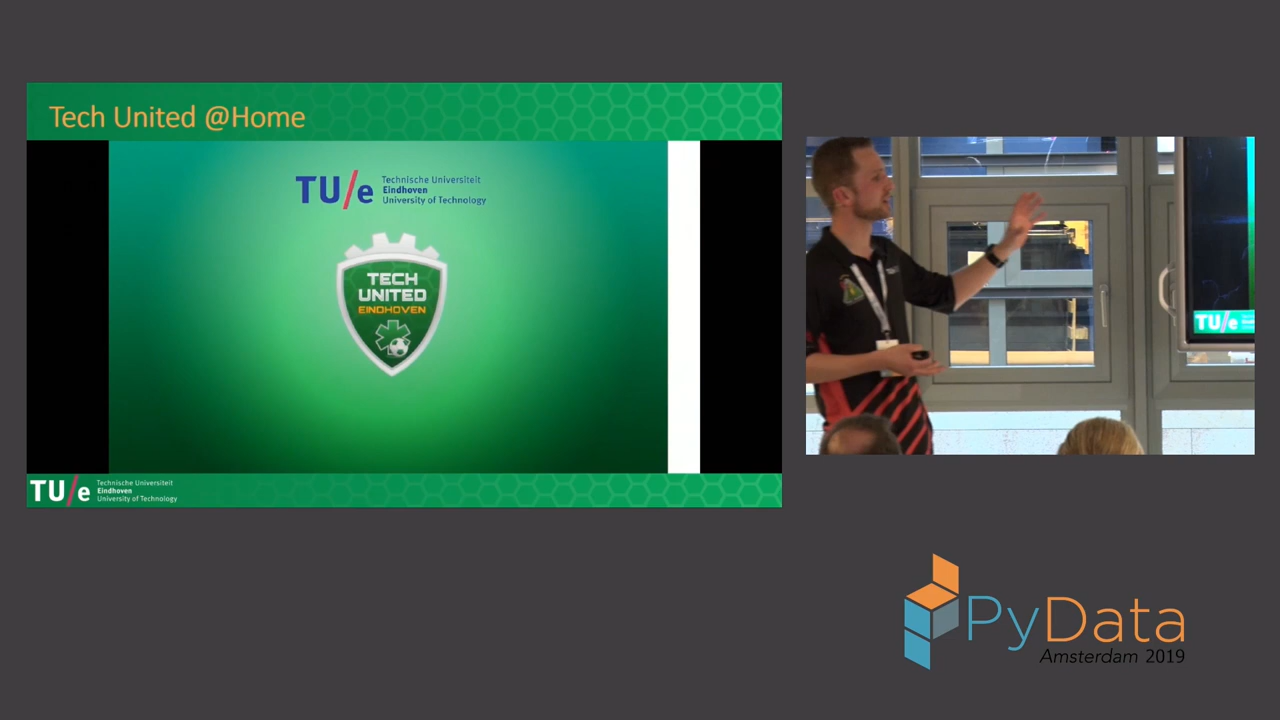 Tech United @Home
TU/e
Technische Universiteit
Eindhoven
University of Technology
TECH
UNITED
EINDHOVEN
TU/e
Technische Universiteit
Eindhoven
University of Technology
TU/e
PyData
Amsterdam 2019